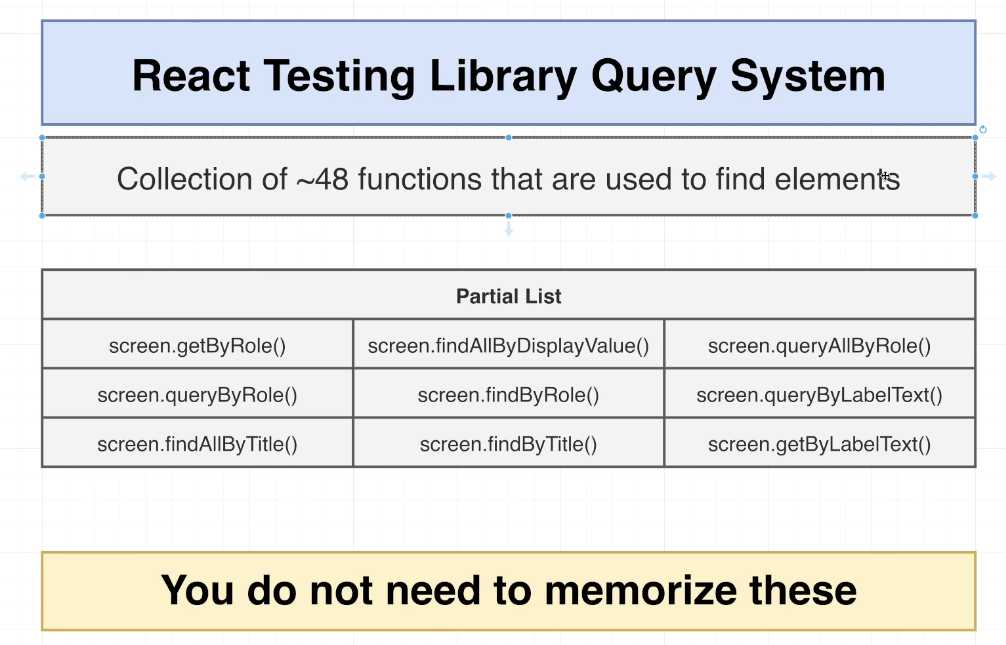 React Testing Library Query System
Collection of ~48 functions that are used to find elements
Partial List
screen.getByRole()
screen.findAllByDisplayValue()
screen.queryAllByRole()
screen.queryByRole()
screen.findByRole()
screen.queryByLabelText()
screen.findAllByTitle()
screen.findByTitle()
screen.getByLabelText()
You do not need to memorize these